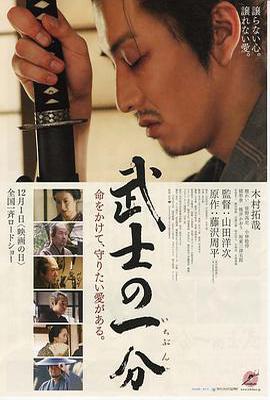 譲らない心。
譲れない愛。
木村拓哉
監督:山田洋次
原作:藤沢周平
武士の一分
いちぶん
命をかけて、守りたい愛がある。
12月1日〈映画の日〉
全国一斉ロードショー